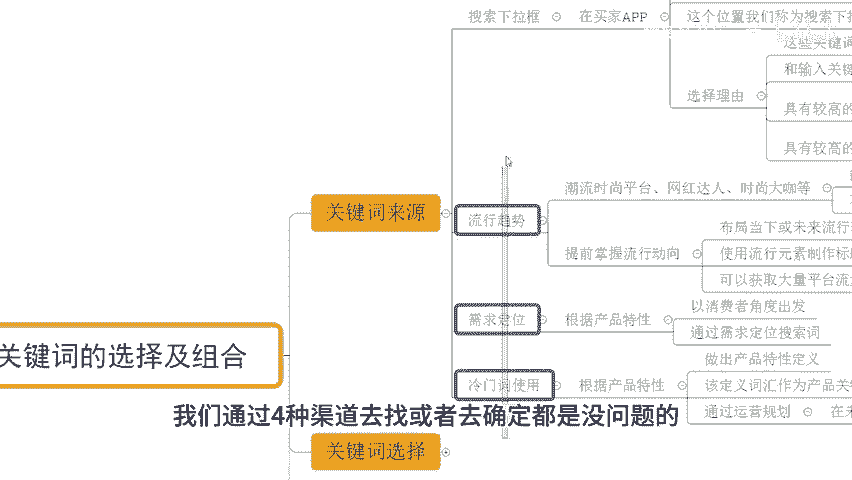 搜索下拉框
在买家APP
这个位置我们称为搜索下
这些关键词
和输入关键
选择理由
具有较高的
具有较高的
关键词来源
潮流时尚平台、网红达人、时尚大咖等
流行趋势
布局当下或未来流行
提前掌握流行动向
使用流行元素制作标
可以获取大量平台流
需求定位
根据产品特性
以消费者角度出发
通过需求定位搜索词
关键词的选择及组合
做出产品特性定义
冷门词使用
根据产品特性
该定义词汇作为产品关
通过运营规划
在
我们通过4种渠道去找或者去确定都是没问题的
关键词选择